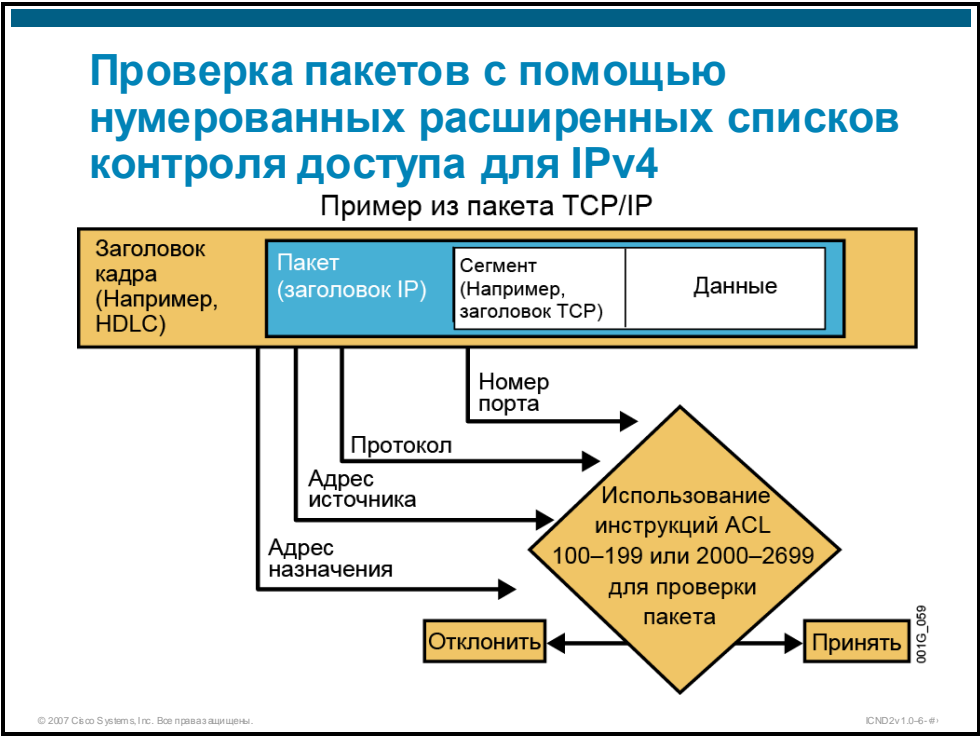 Проверка пакетов с помощью
нумерованных расширенных списков
контроля доступа для IPv4
Пример из пакета TCP/IP
Заголовок
кадра
(Например,
HDLC)
Пакет
(заголовок IP)
Сегмент
(Например,
заголовок TCP)
Данные
Номер
порта
Протокол
Адрес
источника
Адрес
назначения
Использование
инструкций ACL
100–199 или 2000–2699
для проверки
пакета
Отклонить
Принять
001G_059
© 2007 Cisco Systems, Inc. Все права защищены.
ICND2 v1.0–6-#›